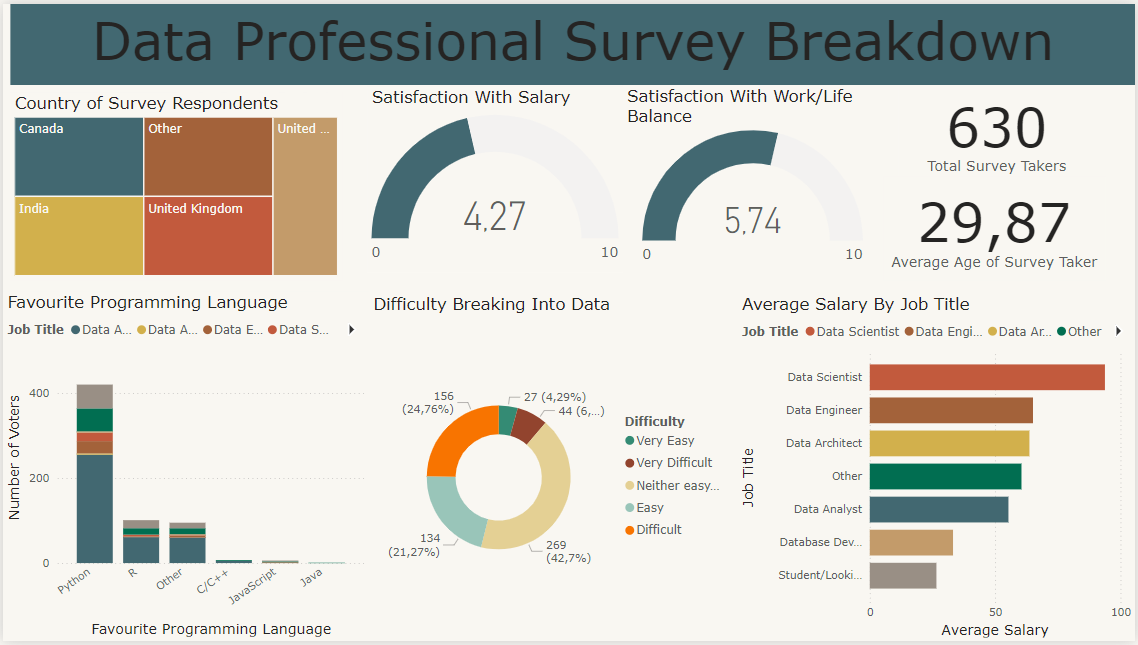 Data Professional Survey Breakdown
Country of Survey Respondents
Canada
Other
United ...
India
United Kingdom
Satisfaction With Salary
4,27
0
10
Satisfaction With Work/Life
Balance
5,74
0
10
630
Total Survey Takers
29,87
Average Age of Survey Taker
Favourite Programming Language
Job Title Data A... Data A... Data E... Data S...
Number of Voters
400
200
0
Python
R
Other
C/C++
JavaScript
Java
Favourite Programming Language
Difficulty Breaking Into Data
156
(24,76%)
27 (4,29%)
44 (6,...)
134
(21,27%)
269
(42,7%)
Difficulty
Very Easy
Very Difficult
Neither easy...
Easy
Difficult
Average Salary By Job Title
Job Title Data Scientist Data Engi... Data Ar... Other
Job Title
Data Scientist
Data Engineer
Data Architect
Other
Data Analyst
Database Dev...
Student/Looki...
0
50
100
Average Salary